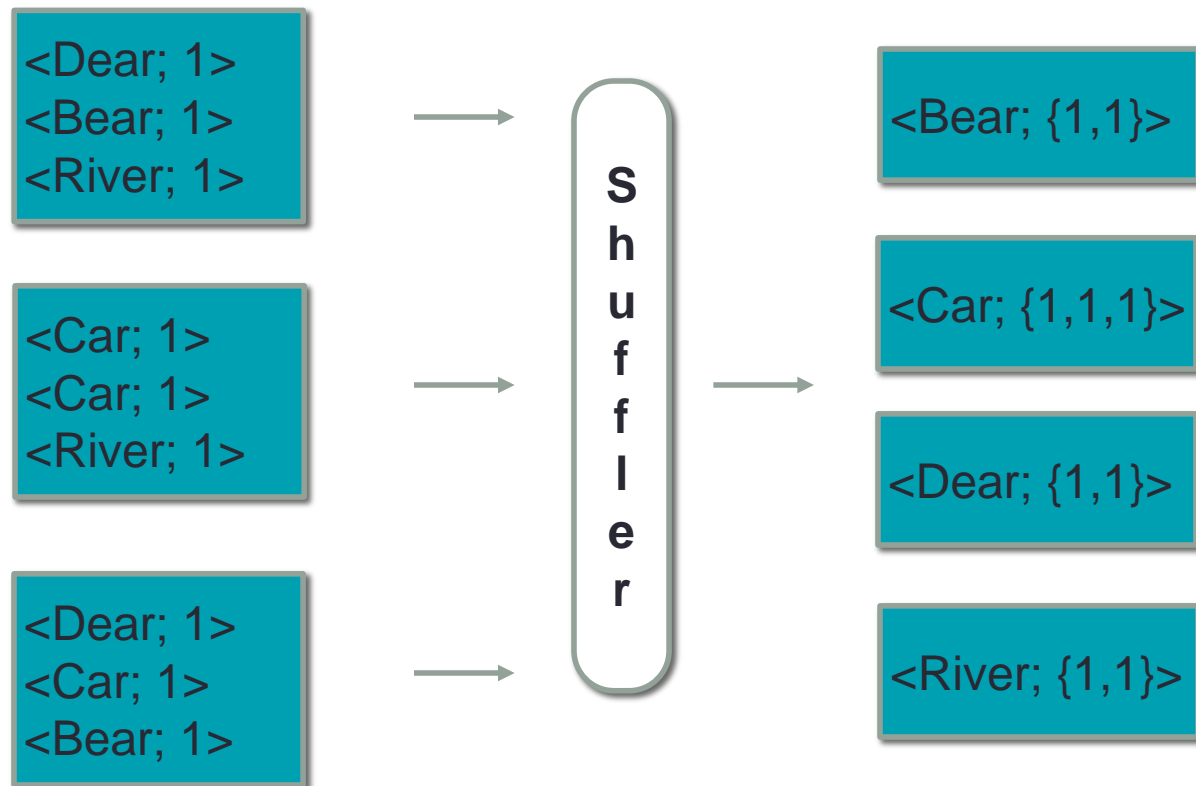 <Dear; 1>
<Bear; 1>
<River; 1>
<Car; 1>
<Car; 1>
<River; 1>
<Dear; 1>
<Car; 1>
<Bear; 1>
S
h
u
f
f
l
e
r
<Bear; {1,1}>
<Car; {1,1,1}>
<Dear; {1,1}>
<River; {1,1}>